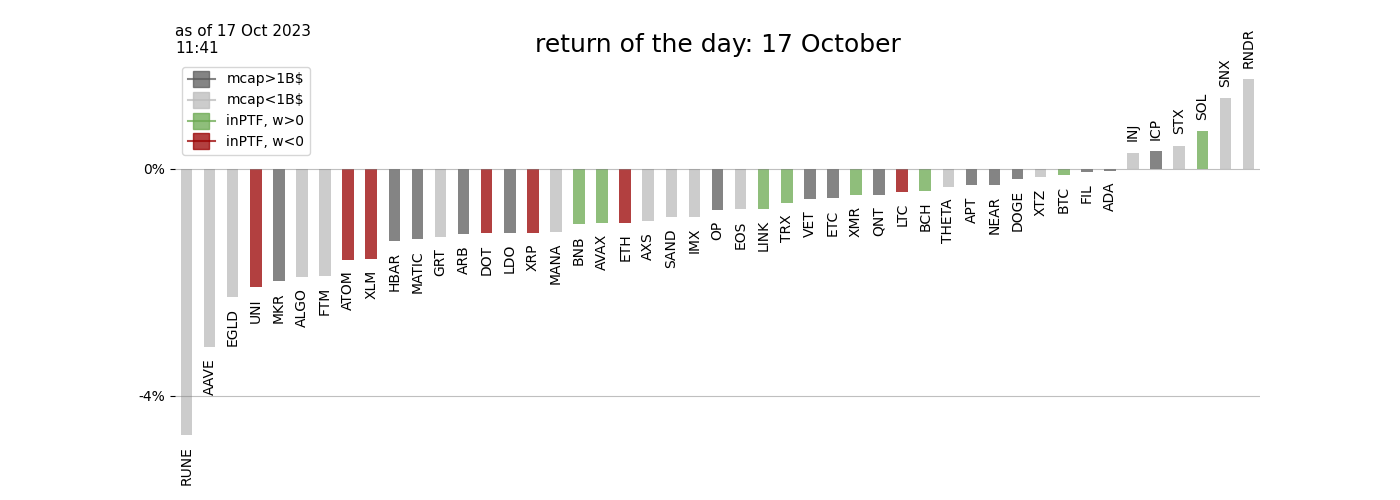 as of 17 Oct 2023
11:41
return of the day: 17 October
mcap>1B$
mcap<1B$
inPTF, w>0
inPTF, w<0
0%
-4%
RUNE
AAVE
EGLD
UNI
MKR
ALGO
FTM
ATOM
XLM
HBAR
MATIC
GRT
ARB
DOT
LDO
XRP
MANA
BNB
AVAX
ETH
AXS
SAND
IMX
OP
EOS
LINK
TRX
VET
ETC
XMR
QNT
LTC
BCH
THETA
APT
NEAR
DOGE
XTZ
BTC
FIL
ADA
INJ
ICP
STX
SOL
SNX
RNDR